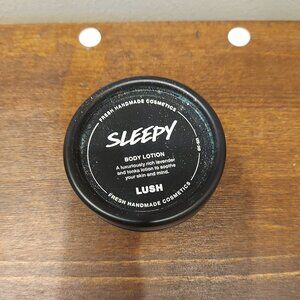 FRESH HANDMADE COSMETICS
SLEEPY
BODY LOTION
A luxuriously rich lavender
and tonka lotion to soothe
your skin and mind.
LUSH
FRESH HANDMADE COSMETICS